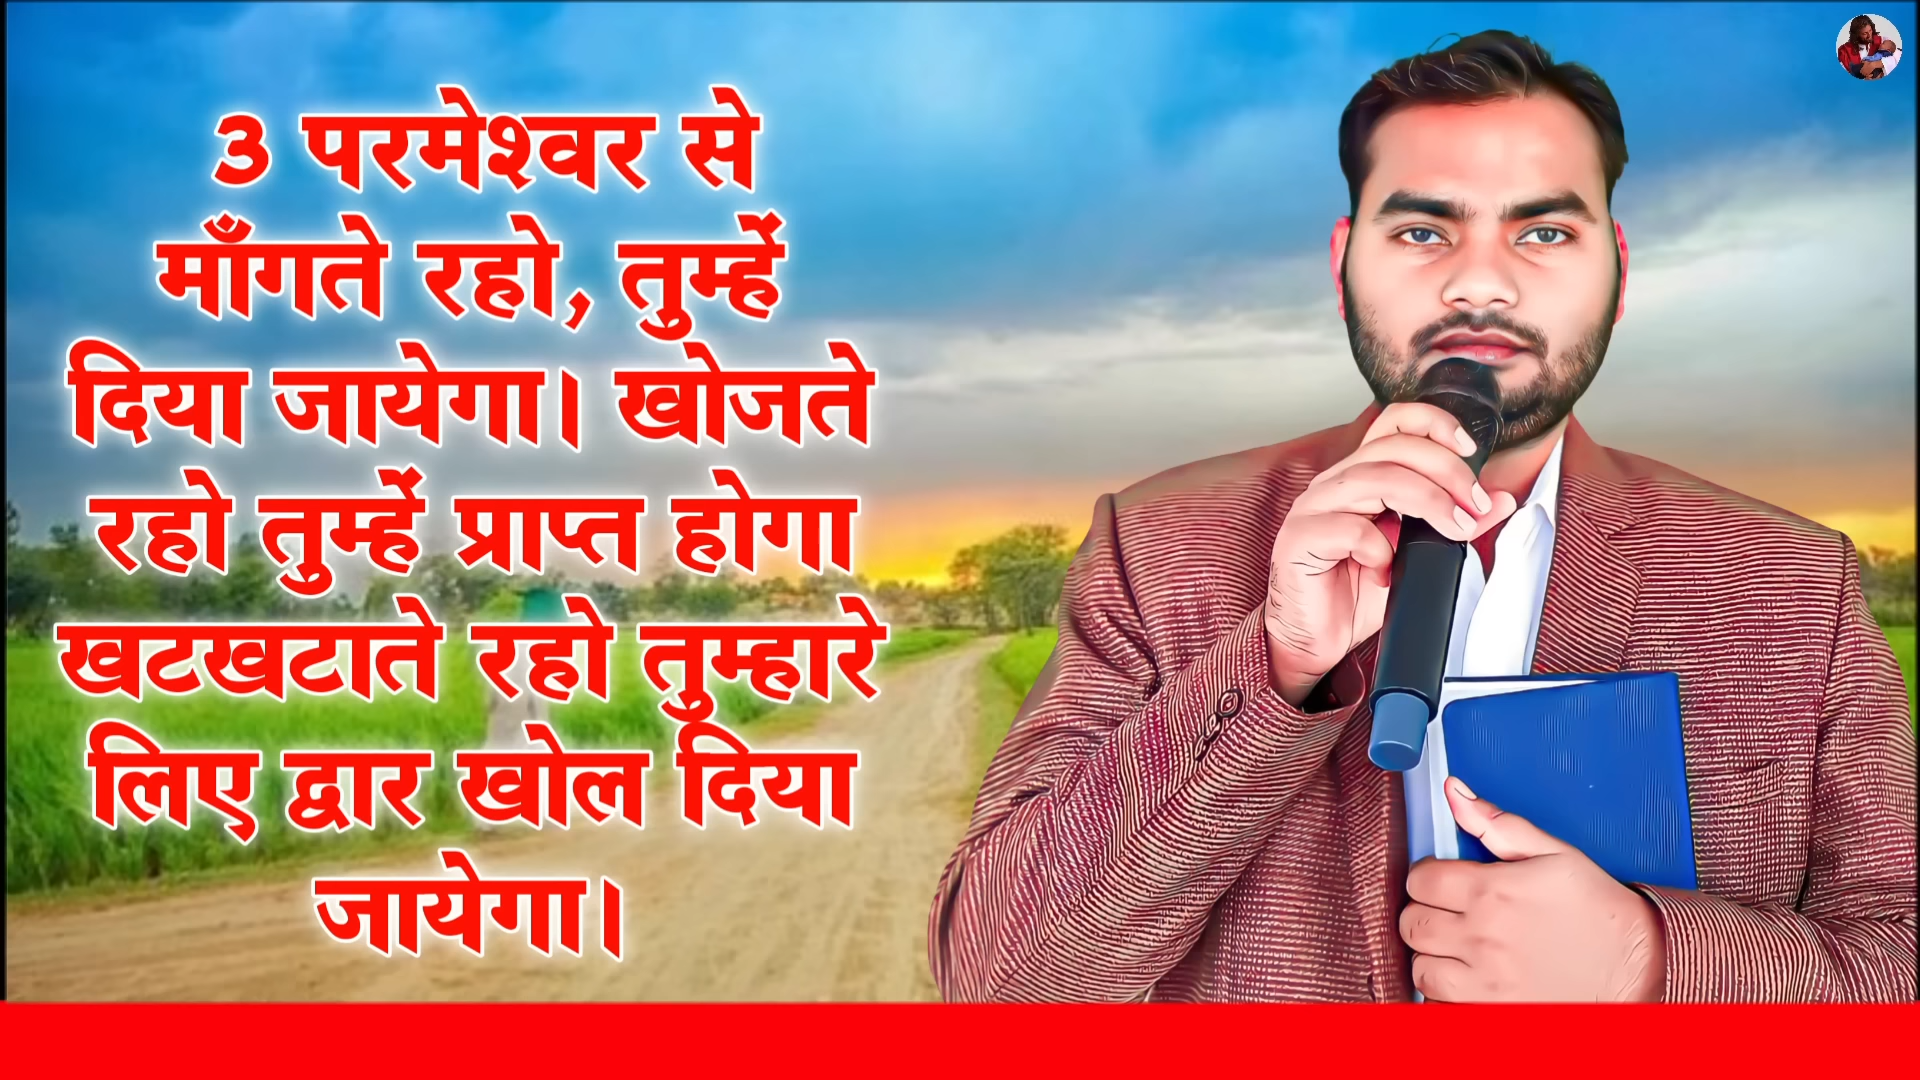 3 परमेश्वर से
माँगते रहो, तुम्हें
दिया जायेगा। खोजते
रहो तुम्हें प्राप्त होगा
खटखटाते रहो तुम्हारे
लिए द्वार खोल दिया
जायेगा।